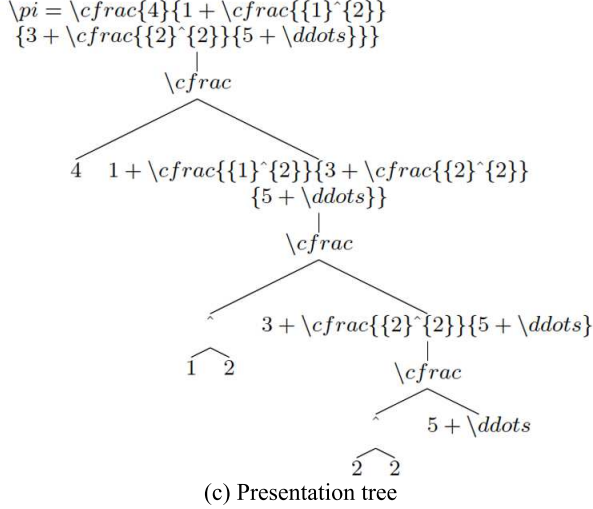 \pi = \cfrac{4}{1 + \cfrac{{1}^{2}}
{3 + \cfrac{{2}^{2}}{5 + \ddots}}}
\cfrac
4 1 + \cfrac{{1}^{2}}{3 + \cfrac{{2}^{2}}
{5 + \ddots}}
\cfrac
^ 3 + \cfrac{{2}^{2}}{5 + \ddots}
1 2
\cfrac
^ 5 + \ddots
2 2
(c) Presentation tree